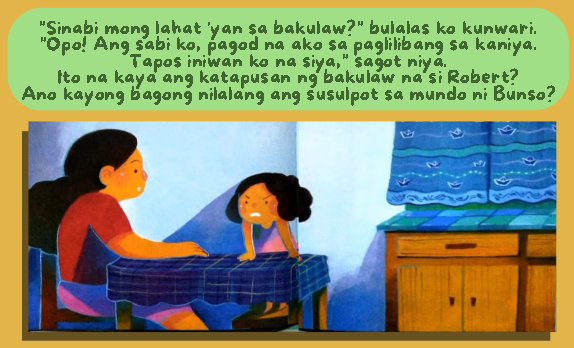 "Sinabi mong lahat 'yan sa bakulaw?" bulalas ko kunwari.
"Opo! Ang sabi ko, pagod na ako sa paglilibang sa kaniya.
Tapos iniwan ko na siya," sagot niya.
Ito na kaya ang katapusan ng bakulaw na si Robert?
Ano kayong bagong nilalang ang susulpot sa mundo ni Bunso?